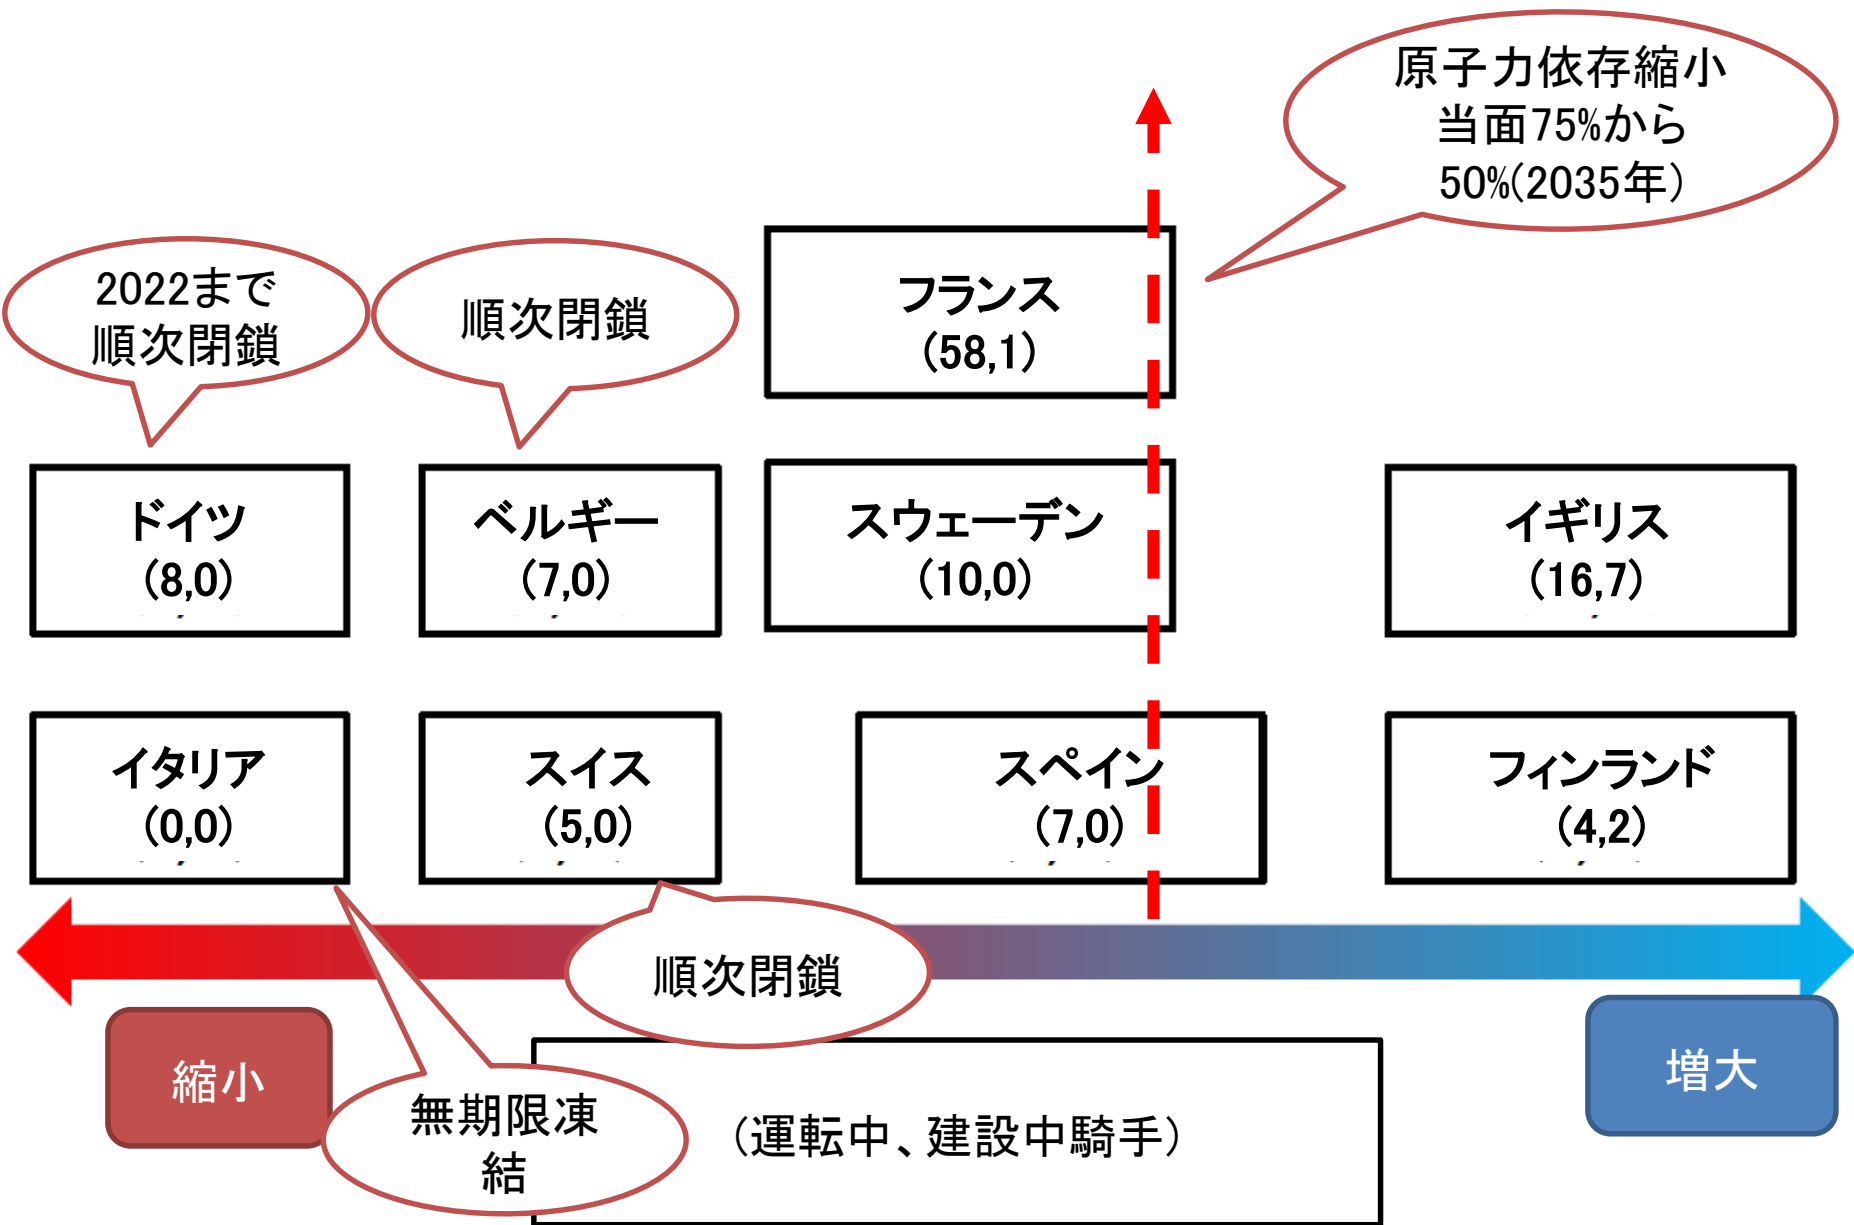 原子力依存縮小
当面75%から
50%(2035年)
2022まで
順次閉鎖
順次閉鎖
フランス
(58,1)
ドイツ
(8,0)
ベルギー
(7,0)
スウェーデン
(10,0)
イギリス
(16,7)
イタリア
(0,0)
スイス
(5,0)
スペイン
(7,0)
フィンランド
(4,2)
順次閉鎖
縮小
無期限凍
結
(運転中、建設中騎手)
増大